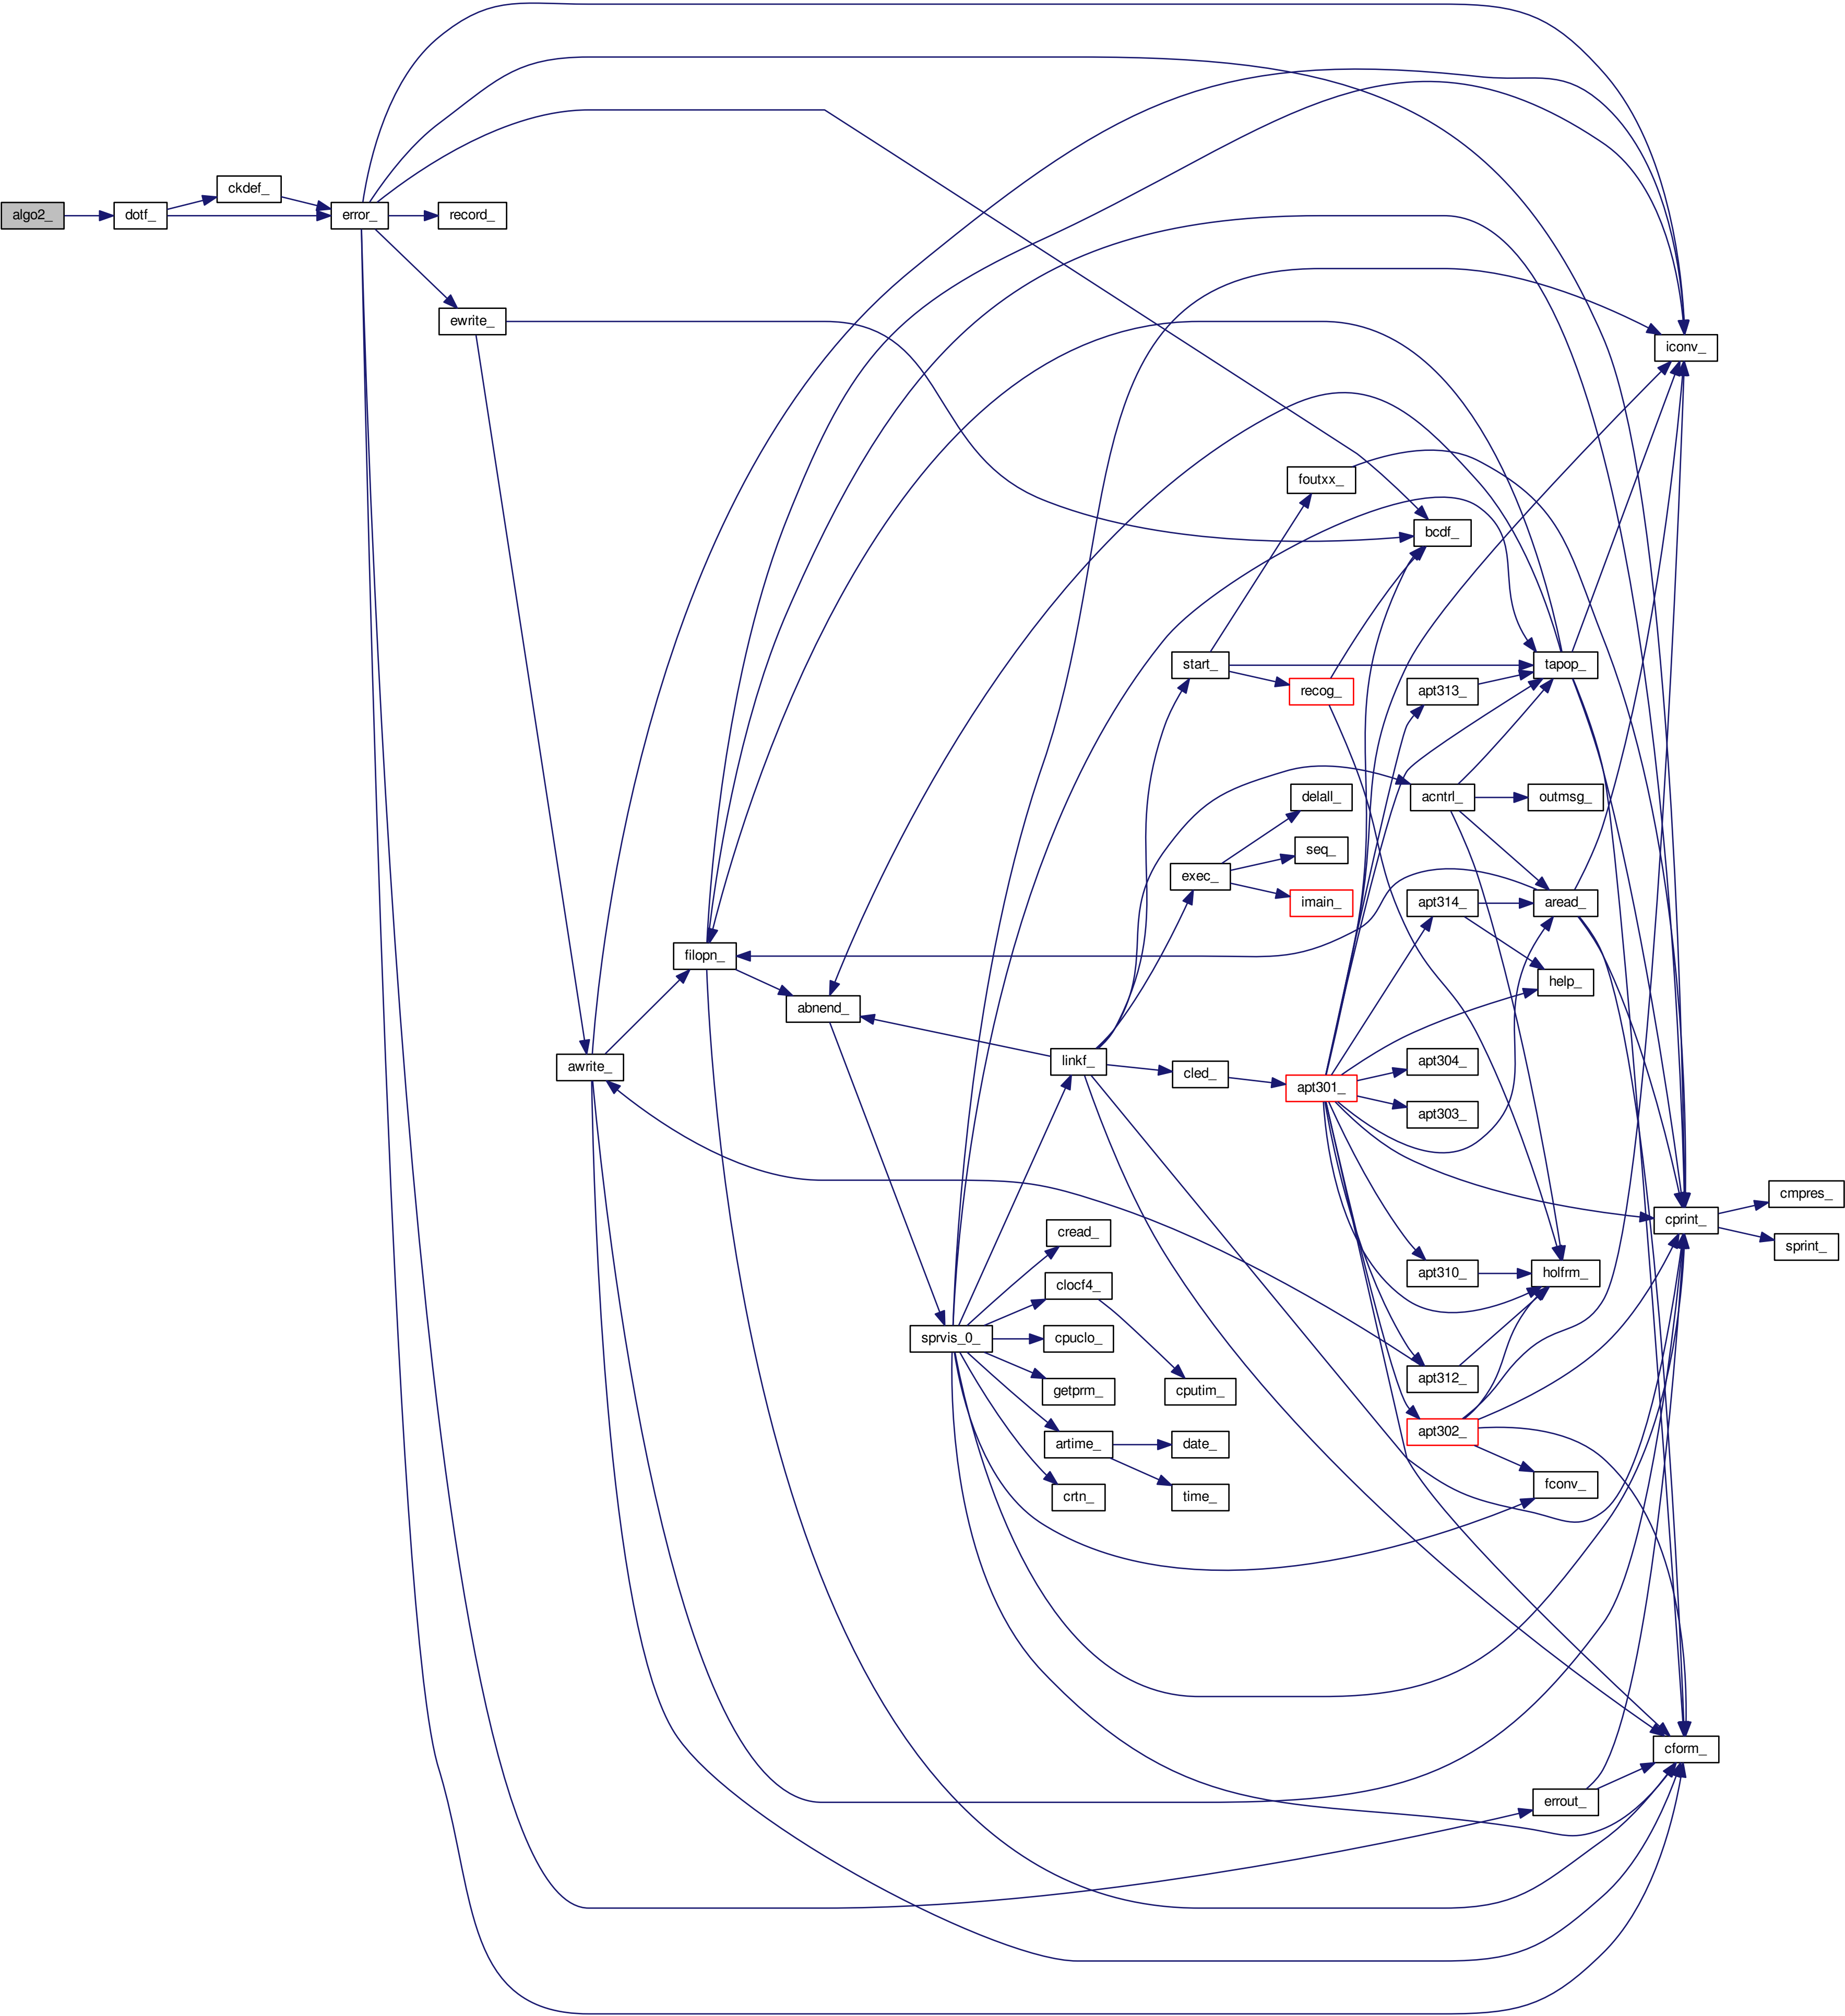 algo2_
dotf_
ckdef_
error_
record_
ewrite_
awrite_
filopn_
abnend_
sprvis_0_
linkf_
cread_
clocf4_
cpuclo_
getprm_
artime_
crtn_
start_
exec_
cled_
cputim_
date_
time_
foutxx_
recog_
delall_
seq_
imain_
apt301_
bcdf_
apt313_
acntrl_
apt314_
apt304_
apt303_
apt310_
apt312_
apt302_
tapop_
outmsg_
aread_
help_
holfrm_
fconv_
errout_
iconv_
cprint_
cform_
cmpres_
sprint_